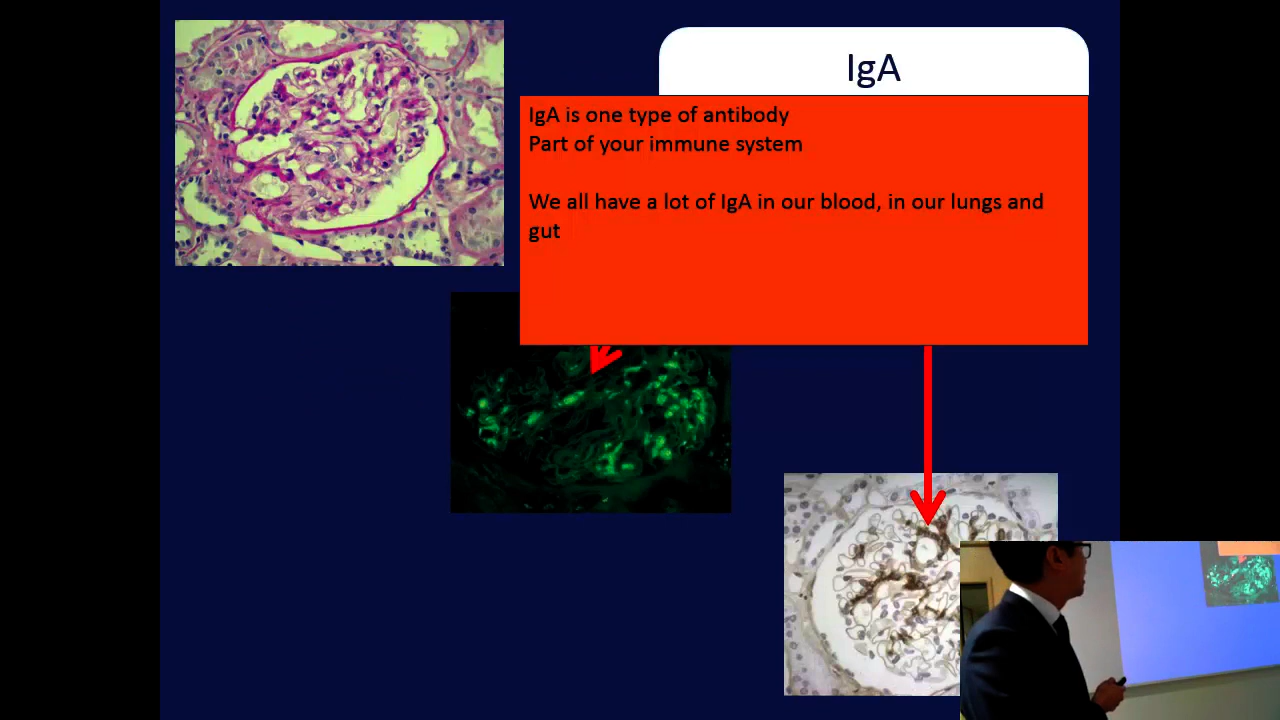 IgA
IgA is one type of antibody
Part of your immune system
We all have a lot of IgA in our blood, in our lungs and
gut